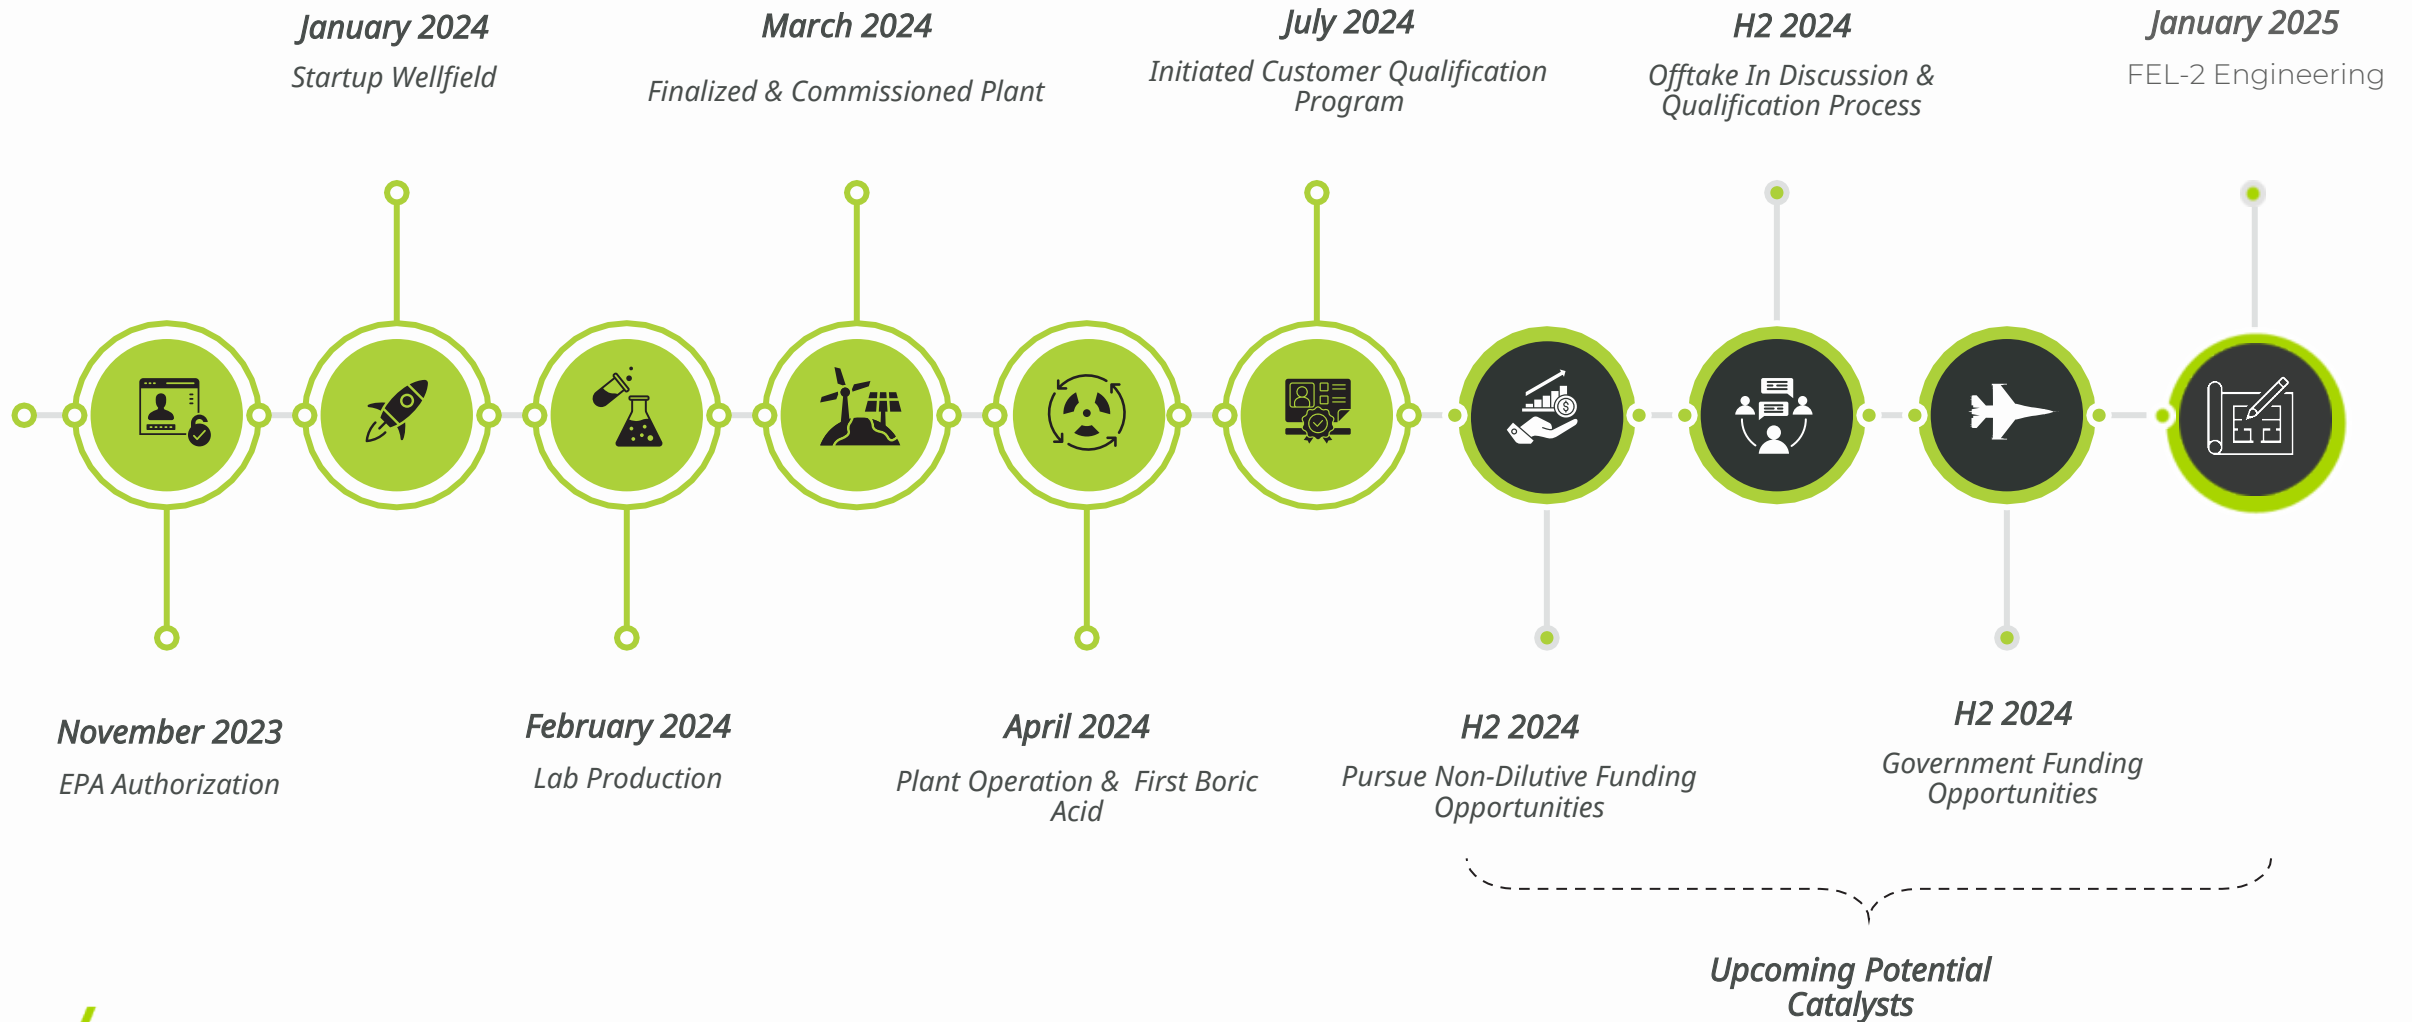 January 2024
Startup Wellfield
March 2024
Finalized & Commissioned Plant
July 2024
Initiated Customer Qualification
Program
H2 2024
Offtake In Discussion &
Qualification Process
January 2025
FEL-2 Engineering
November 2023
EPA Authorization
February 2024
Lab Production
April 2024
Plant Operation &  First Boric
Acid
H2 2024
Pursue Non-Dilutive Funding
Opportunities
H2 2024
Government Funding
Opportunities
Upcoming Potential
Catalysts